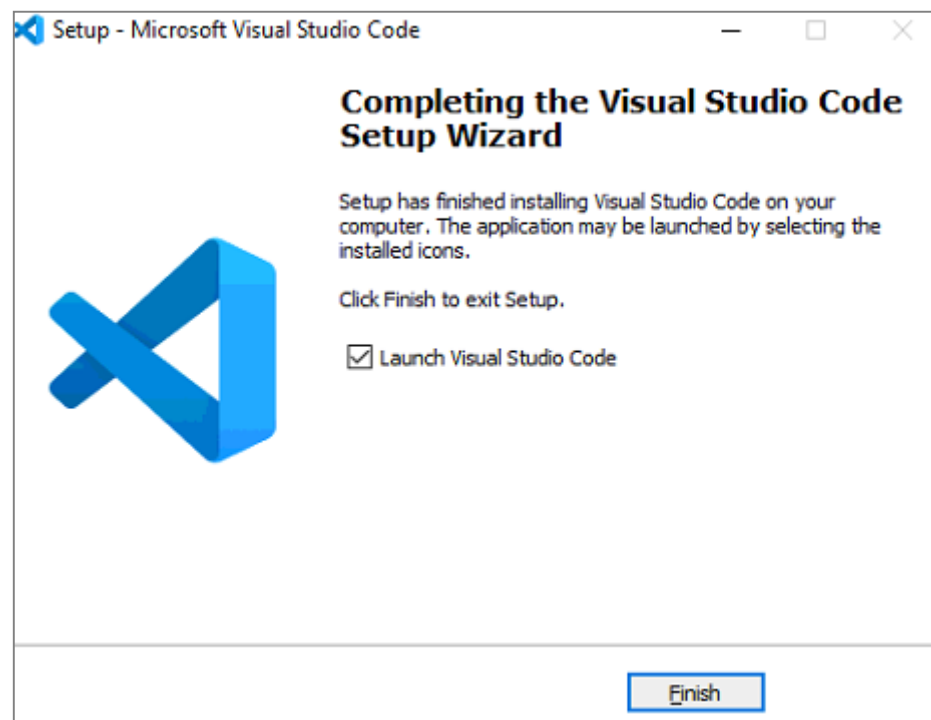 Setup - Microsoft Visual Studio Code
Completing the Visual Studio Code
Setup Wizard
Setup has finished installing Visual Studio Code on your
computer. The application may be launched by selecting the
installed icons.
Click Finish to exit Setup.
Launch Visual Studio Code
Finish